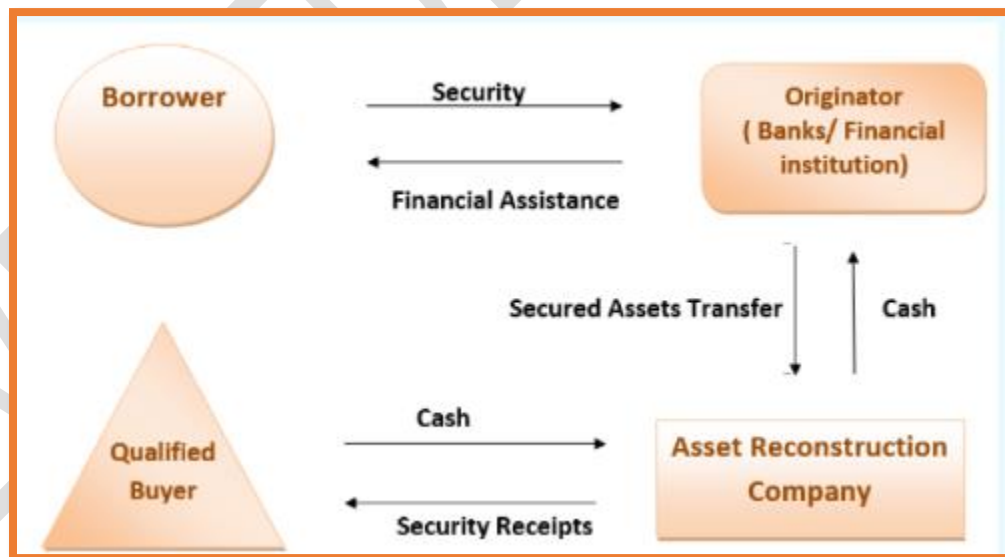 Borrower
Security
Financial Assistance
Originator
( Banks/ Financial
institution)
Secured Assets Transfer
Cash
Qualified
Buyer
Cash
Security Receipts
Asset Reconstruction
Company